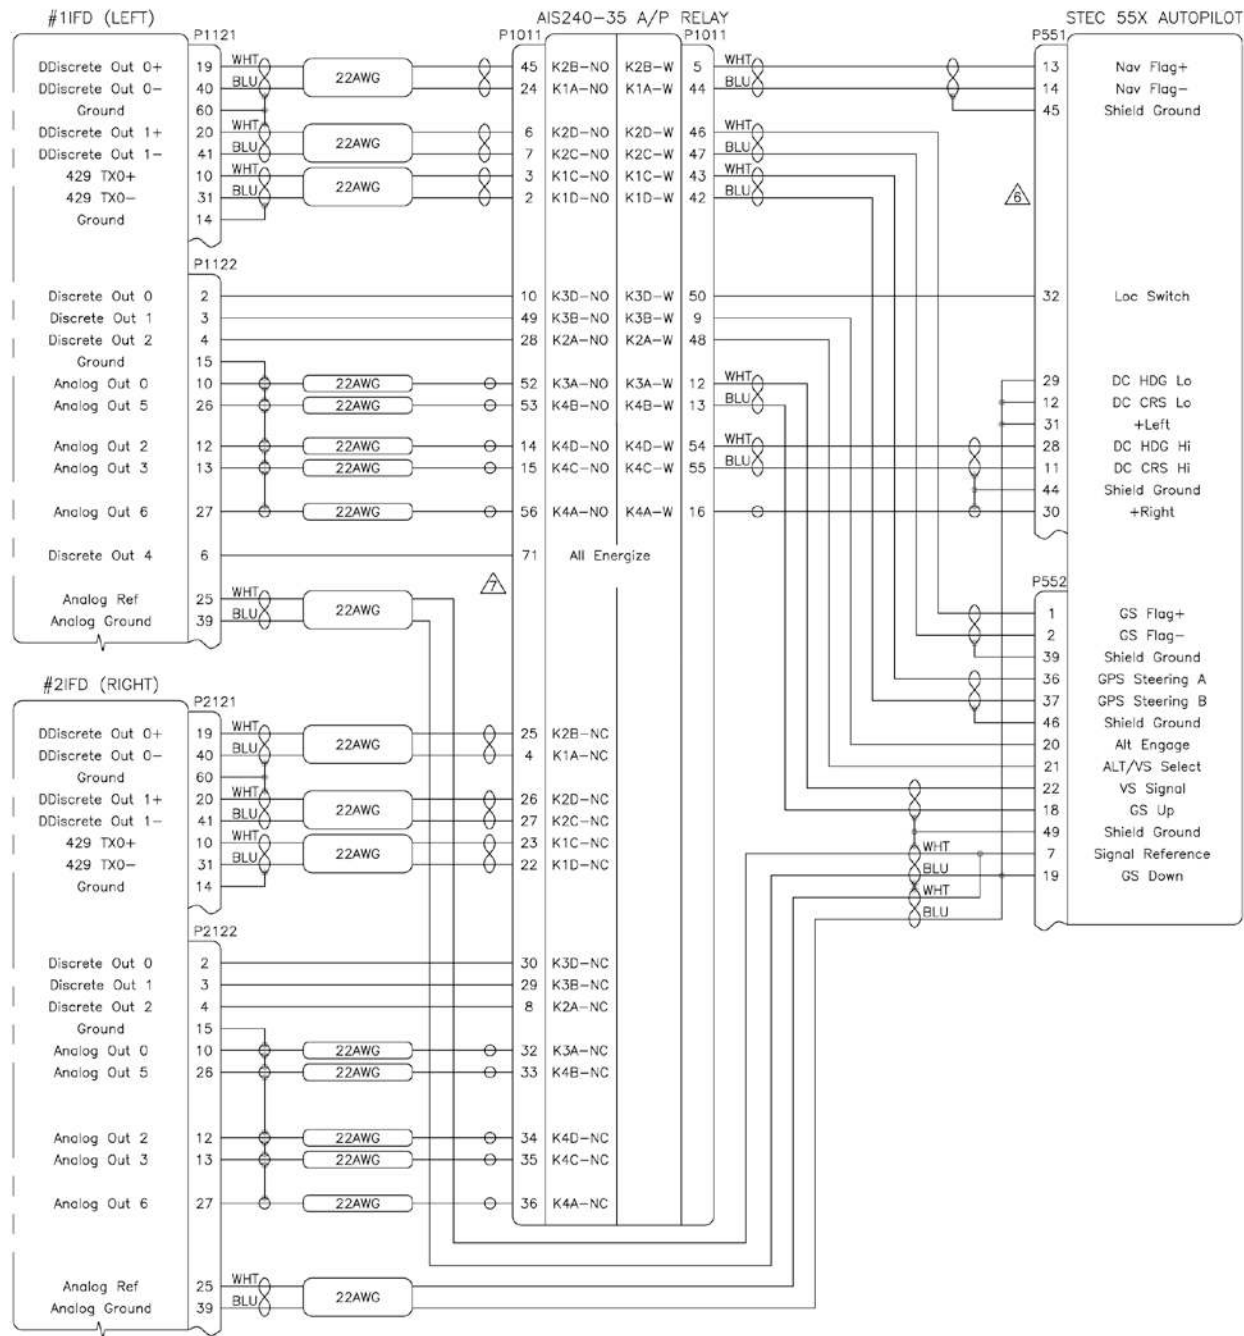 #1IFD (LEFT) AIS240-35 A/P RELAY STEC 55X AUTOPILOT
P1121 P1011 P1011 P551
DDiscrete Out 0+ 19 WHT 22AWG 45 K2B-NO K2B-W 5 WHT 13 Nav Flag+
DDiscrete Out 0- 40 BLU 24 K1A-NO K1A-W 44 BLU 14 Nav Flag-
Ground 60 45 Shield Ground
DDiscrete Out 1+ 20 WHT 22AWG 6 K2D-NO K2D-W 46 WHT
DDiscrete Out 1- 41 BLU 7 K2C-NO K2C-W 47 BLU
429 TX0+ 10 WHT 22AWG 3 K1C-NO K1C-W 43 WHT
429 TX0- 31 BLU 2 K1D-NO K1D-W 42 BLU 6
Ground 14
P1122
Discrete Out 0 2 10 K3D-NO K3D-W 50 32 Loc Switch
Discrete Out 1 3 49 K3B-NO K3B-W 9
Discrete Out 2 4 28 K2A-NO K2A-W 48
Ground 15
Analog Out 0 10 22AWG 52 K3A-NO K3A-W 12 WHT 29 DC HDG Lo
Analog Out 5 26 22AWG 53 K4B-NO K4B-W 13 BLU 12 DC CRS Lo
31 +Left
Analog Out 2 12 22AWG 14 K4D-NO K4D-W 54 WHT 28 DC HDG Hi
Analog Out 3 13 22AWG 15 K4C-NO K4C-W 55 BLU 11 DC CRS Hi
44 Shield Ground
Analog Out 6 27 22AWG 56 K4A-NO K4A-W 16 30 +Right
Discrete Out 4 6 71 All Energize
7 P552
Analog Ref 25 WHT 22AWG 1 GS Flag+
Analog Ground 39 BLU 2 GS Flag-
39 Shield Ground
#2IFD (RIGHT) 36 GPS Steering A
P2121 37 GPS Steering B
46 Shield Ground
DDiscrete Out 0+ 19 WHT 22AWG 25 K2B-NC 20 Alt Engage
DDiscrete Out 0- 40 BLU 4 K1A-NC 21 ALT/VS Select
Ground 60 22 VS Signal
DDiscrete Out 1+ 20 WHT 22AWG 26 K2D-NC 18 GS Up
DDiscrete Out 1- 41 BLU 27 K2C-NC 49 Shield Ground
429 TX0+ 10 WHT 22AWG 23 K1C-NC WHT 7 Signal Reference
429 TX0- 31 BLU 22 K1D-NC BLU 19 GS Down
Ground 14 WHT
BLU
P2122
Discrete Out 0 2 30 K3D-NC
Discrete Out 1 3 29 K3B-NC
Discrete Out 2 4 8 K2A-NC
Ground 15
Analog Out 0 10 22AWG 32 K3A-NC
Analog Out 5 26 22AWG 33 K4B-NC
Analog Out 2 12 22AWG 34 K4D-NC
Analog Out 3 13 22AWG 35 K4C-NC
Analog Out 6 27 22AWG 36 K4A-NC
Analog Ref 25 WHT 22AWG
Analog Ground 39 BLU